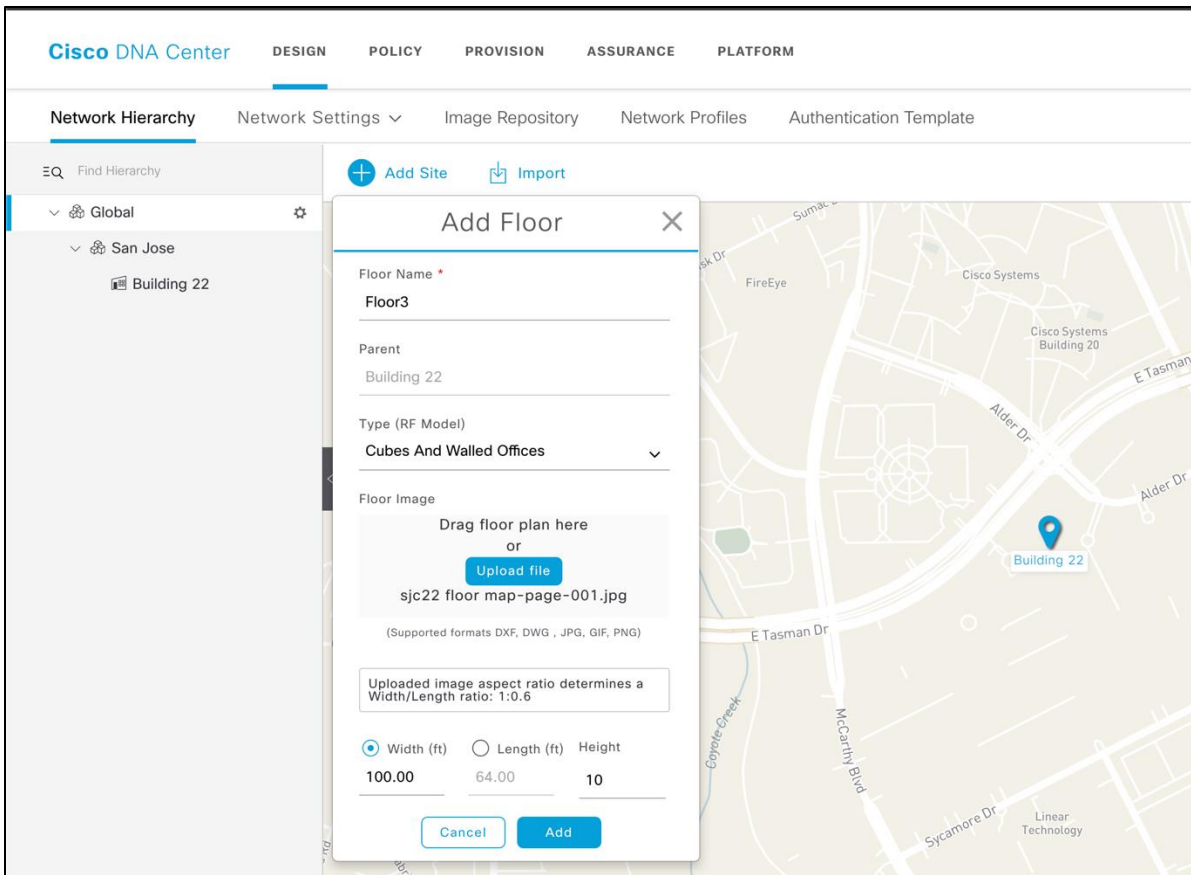 Cisco DNA Center DESIGN POLICY PROVISION ASSURANCE PLATFORM
Network Hierarchy Network Settings Image Repository Network Profiles Authentication Template
Find Hierarchy
Add Site Import
Global
San Jose
Building 22
Add Floor
Floor Name *
Floor3
Parent
Building 22
Type (RF Model)
Cubes And Walled Offices
Floor Image
Drag floor plan here
or
Upload file
sjc22 floor map-page-001.jpg
(Supported formats DXF, DWG , JPG, GIF, PNG)
Uploaded image aspect ratio determines a
Width/Length ratio: 1:0.6
Width (ft) Length (ft) Height
100.00 64.00 10
Cancel Add
FireEye
Cisco Systems
Cisco Systems
Building 20
E Tasman
Alder Dr
Alder Dr
Building 22
E Tasman Dr
Coyote Creek
McCarthy Blvd
Sycamore Dr
Linear
Technology